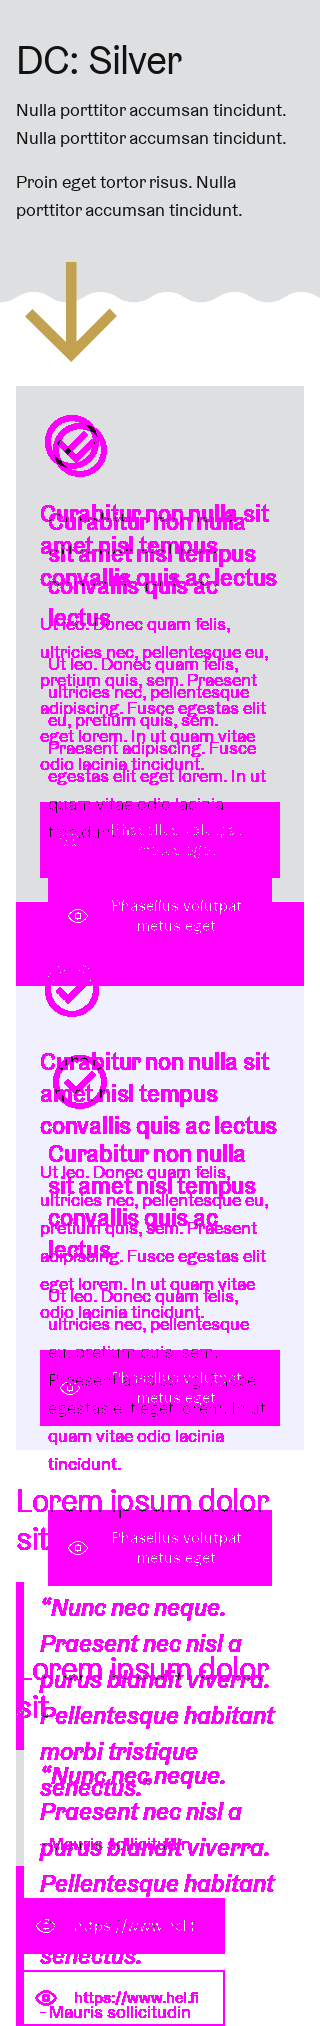 DC: Silver
Nulla porttitor accumsan tincidunt.
Nulla porttitor accumsan tincidunt.
Proin eget tortor risus. Nulla
porttitor accumsan tincidunt.
Curabitur non nulla sit
amet nisl tempus
convallis quis ac lectus
Curabitur non nulla
sit amet nisl tempus
convallis quis ac
lectus
Ut leo. Donec quam felis,
ultricies nec, pellentesque eu,
pretium quis, sem. Praesent
adipiscing. Fusce egestas elit
eget lorem. In ut quam vitae
odio lacinia tincidunt.
Ut leo. Donec quam felis,
ultricies nec, pellentesque
eu, pretium quis, sem.
Praesent adipiscing. Fusce
egestas elit eget lorem. In ut
quam vitae odio lacinia
tincidunt.
Phasellus volutpat
metus eget
Phasellus volutpat
metus eget
Curabitur non nulla sit
amet nisl tempus
convallis quis ac lectus
Curabitur non nulla
sit amet nisl tempus
convallis quis ac
lectus
Ut leo. Donec quam felis,
ultricies nec, pellentesque eu,
pretium quis, sem. Praesent
adipiscing. Fusce egestas elit
eget lorem. In ut quam vitae
odio lacinia tincidunt.
Ut leo. Donec quam felis,
ultricies nec, pellentesque
eu, pretium quis, sem.
Praesent adipiscing. Fusce
egestas elit eget lorem. In ut
quam vitae odio lacinia
tincidunt.
Phasellus volutpat
metus eget
Phasellus volutpat
metus eget
Lorem ipsum dolor
sit
“Nunc nec neque.
Praesent nec nisl a
purus blandit viverra.
Pellentesque habitant
morbi tristique
senectus.”
Lorem ipsum dolor
sit
“Nunc nec neque.
Praesent nec nisl a
purus blandit viverra.
Pellentesque habitant
senectus.
-Mauris sollicitudin
https://www.hel.fi
https://www.hel.fi
-Mauris sollicitudin